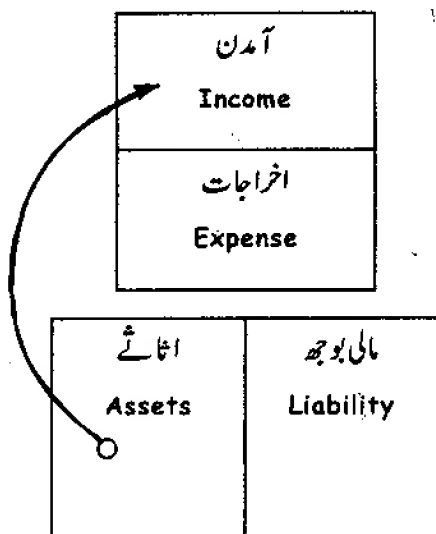 آمدن
Income
اخراجات
Expense
اثاثے
Assets
مالی بوجھ
Liability